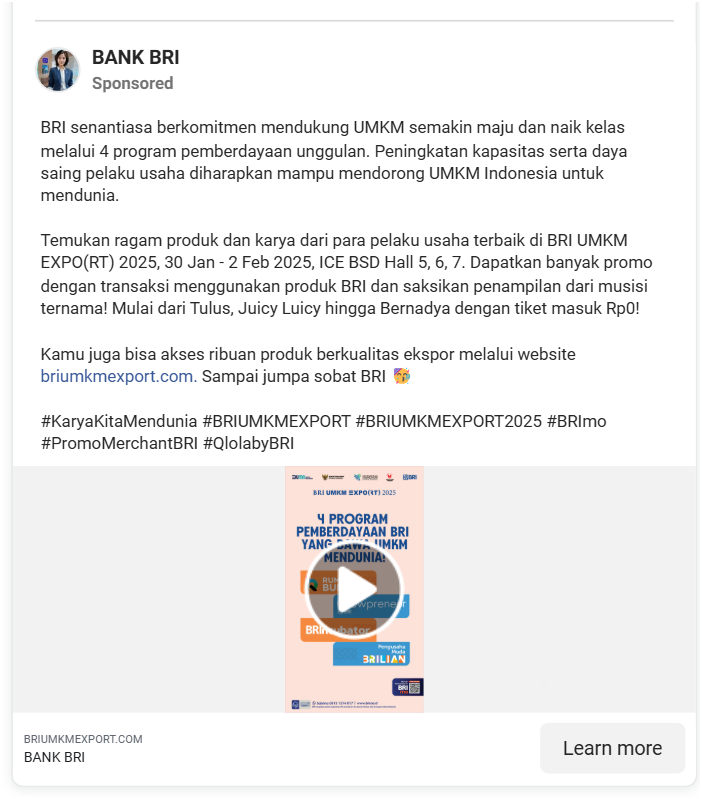 BANK BRI
Sponsored
BRI senantiasa berkomitmen mendukung UMKM semakin maju dan naik kelas
melalui 4 program pemberdayaan unggulan. Peningkatan kapasitas serta daya
saing pelaku usaha diharapkan mampu mendorong UMKM Indonesia untuk
mendunia.
Temukan ragam produk dan karya dari para pelaku usaha terbaik di BRI UMKM
EXPO(RT) 2025, 30 Jan - 2 Feb 2025, ICE BSD Hall 5, 6, 7. Dapatkan banyak promo
dengan transaksi menggunakan produk BRI dan saksikan penampilan dari musisi
ternama! Mulai dari Tulus, Juicy Luicy hingga Bernadya dengan tiket masuk Rp0!
Kamu juga bisa akses ribuan produk berkualitas ekspor melalui website
briumkmexport.com. Sampai jumpa sobat BRI 🥳
#KaryaKitaMendunia #BRIUMKMEXPORT #BRIUMKMEXPORT2025 #BRImo
#PromoMerchantBRI #QlolabyBRI
BRI UMKM EXPO(RT) 2025
4 PROGRAM
PEMBERDAYAAN BRI
YANG BAWA UMKM
MENDUNIA!
Pengusaha
Muda
BRILIAN
BRI
BRIUMKMEXPORT.COM
BANK BRI
Learn more